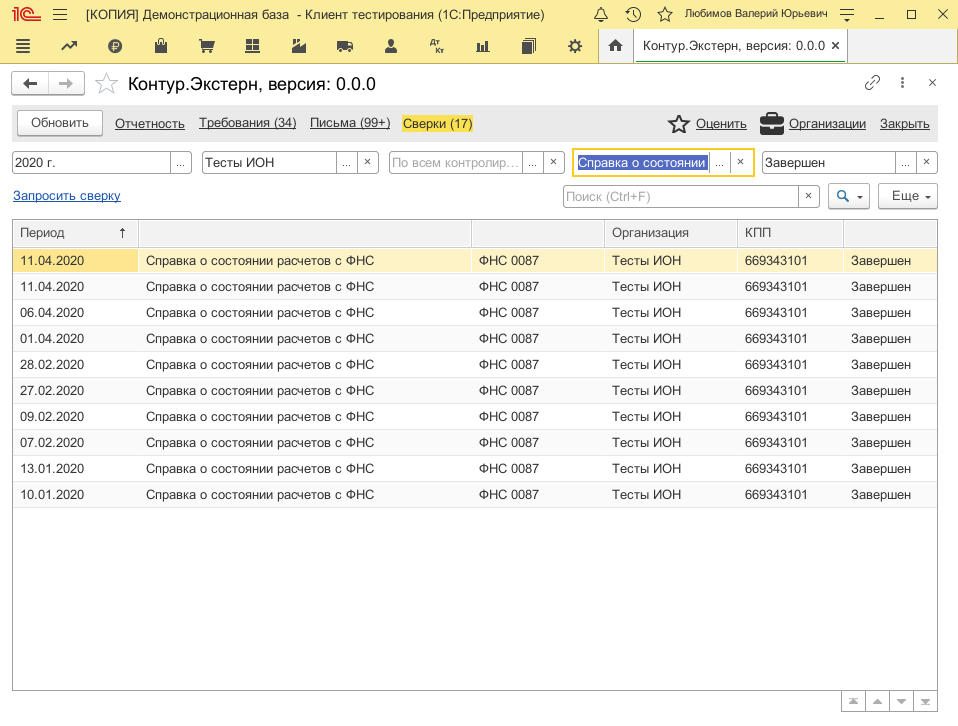 1С [КОПИЯ] Демонстрационная база - Клиент тестирования (1С:Предприятие) Любимов Валерий Юрьевич
Дт Кт Контур.Экстерн, версия: 0.0.0 ×
Контур.Экстерн, версия: 0.0.0
Обновить Отчетность Требования (34) Письма (99+) Сверки (17) Оценить Организации Закрыть
2020 г. ... Тесты ИОН ... × По всем контролир... ... × Справка о состоянии ... × Завершен ... ×
Запросить сверку Поиск (Ctrl+F) × Еще
Период ↑ Организация КПП
11.04.2020 Справка о состоянии расчетов с ФНС ФНС 0087 Тесты ИОН 669343101 Завершен
11.04.2020 Справка о состоянии расчетов с ФНС ФНС 0087 Тесты ИОН 669343101 Завершен
06.04.2020 Справка о состоянии расчетов с ФНС ФНС 0087 Тесты ИОН 669343101 Завершен
01.04.2020 Справка о состоянии расчетов с ФНС ФНС 0087 Тесты ИОН 669343101 Завершен
28.02.2020 Справка о состоянии расчетов с ФНС ФНС 0087 Тесты ИОН 669343101 Завершен
27.02.2020 Справка о состоянии расчетов с ФНС ФНС 0087 Тесты ИОН 669343101 Завершен
09.02.2020 Справка о состоянии расчетов с ФНС ФНС 0087 Тесты ИОН 669343101 Завершен
07.02.2020 Справка о состоянии расчетов с ФНС ФНС 0087 Тесты ИОН 669343101 Завершен
13.01.2020 Справка о состоянии расчетов с ФНС ФНС 0087 Тесты ИОН 669343101 Завершен
10.01.2020 Справка о состоянии расчетов с ФНС ФНС 0087 Тесты ИОН 669343101 Завершен